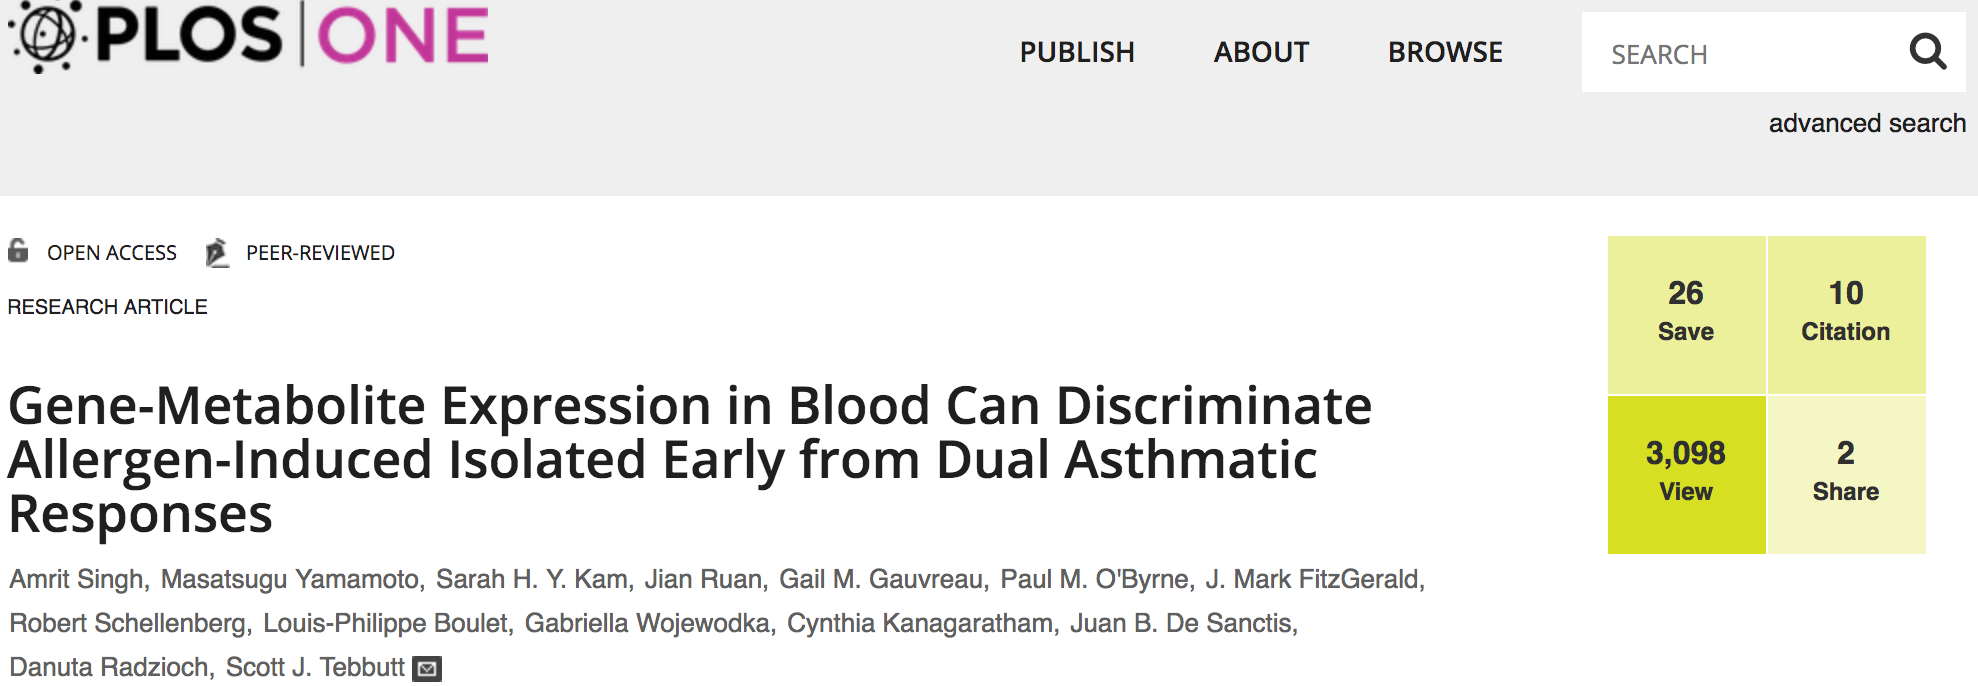 PLOS ONE
PUBLISH ABOUT BROWSE SEARCH
advanced search
OPEN ACCESS PEER-REVIEWED
RESEARCH ARTICLE
26
Save
10
Citation
3,098
View
2
Share
Gene-Metabolite Expression in Blood Can Discriminate
Allergen-Induced Isolated Early from Dual Asthmatic
Responses
Amrit Singh, Masatsugu Yamamoto, Sarah H. Y. Kam, Jian Ruan, Gail M. Gauvreau, Paul M. O'Byrne, J. Mark FitzGerald,
Robert Schellenberg, Louis-Philippe Boulet, Gabriella Wojewodka, Cynthia Kanagaratham, Juan B. De Sanctis,
Danuta Radzioch, Scott J. Tebbutt